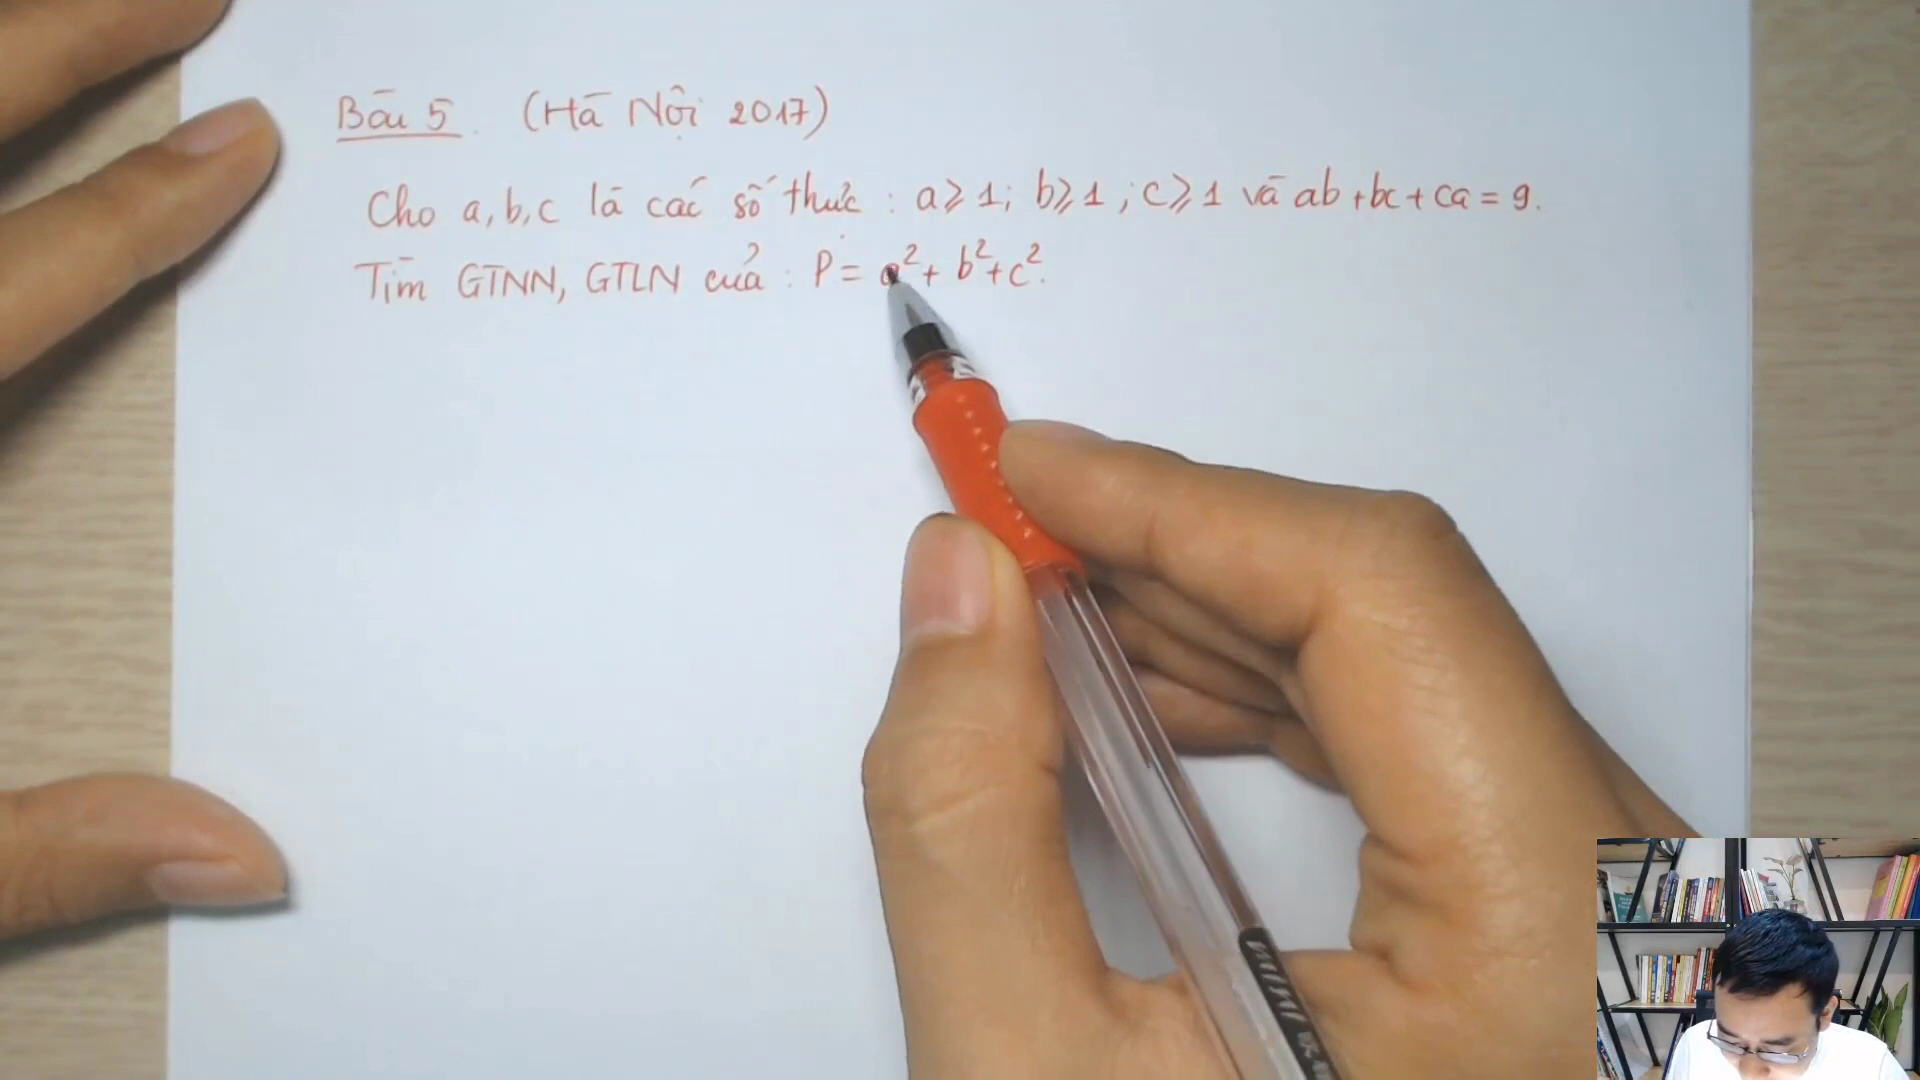 Bài 5. (Hà Nội 2017)
Cho a, b, c là các số thực: a ⩾ 1; b ⩾ 1; c ⩾ 1 và ab + bc + ca = 9.
Tìm GTNN, GTLN của: P = a² + b² + c².